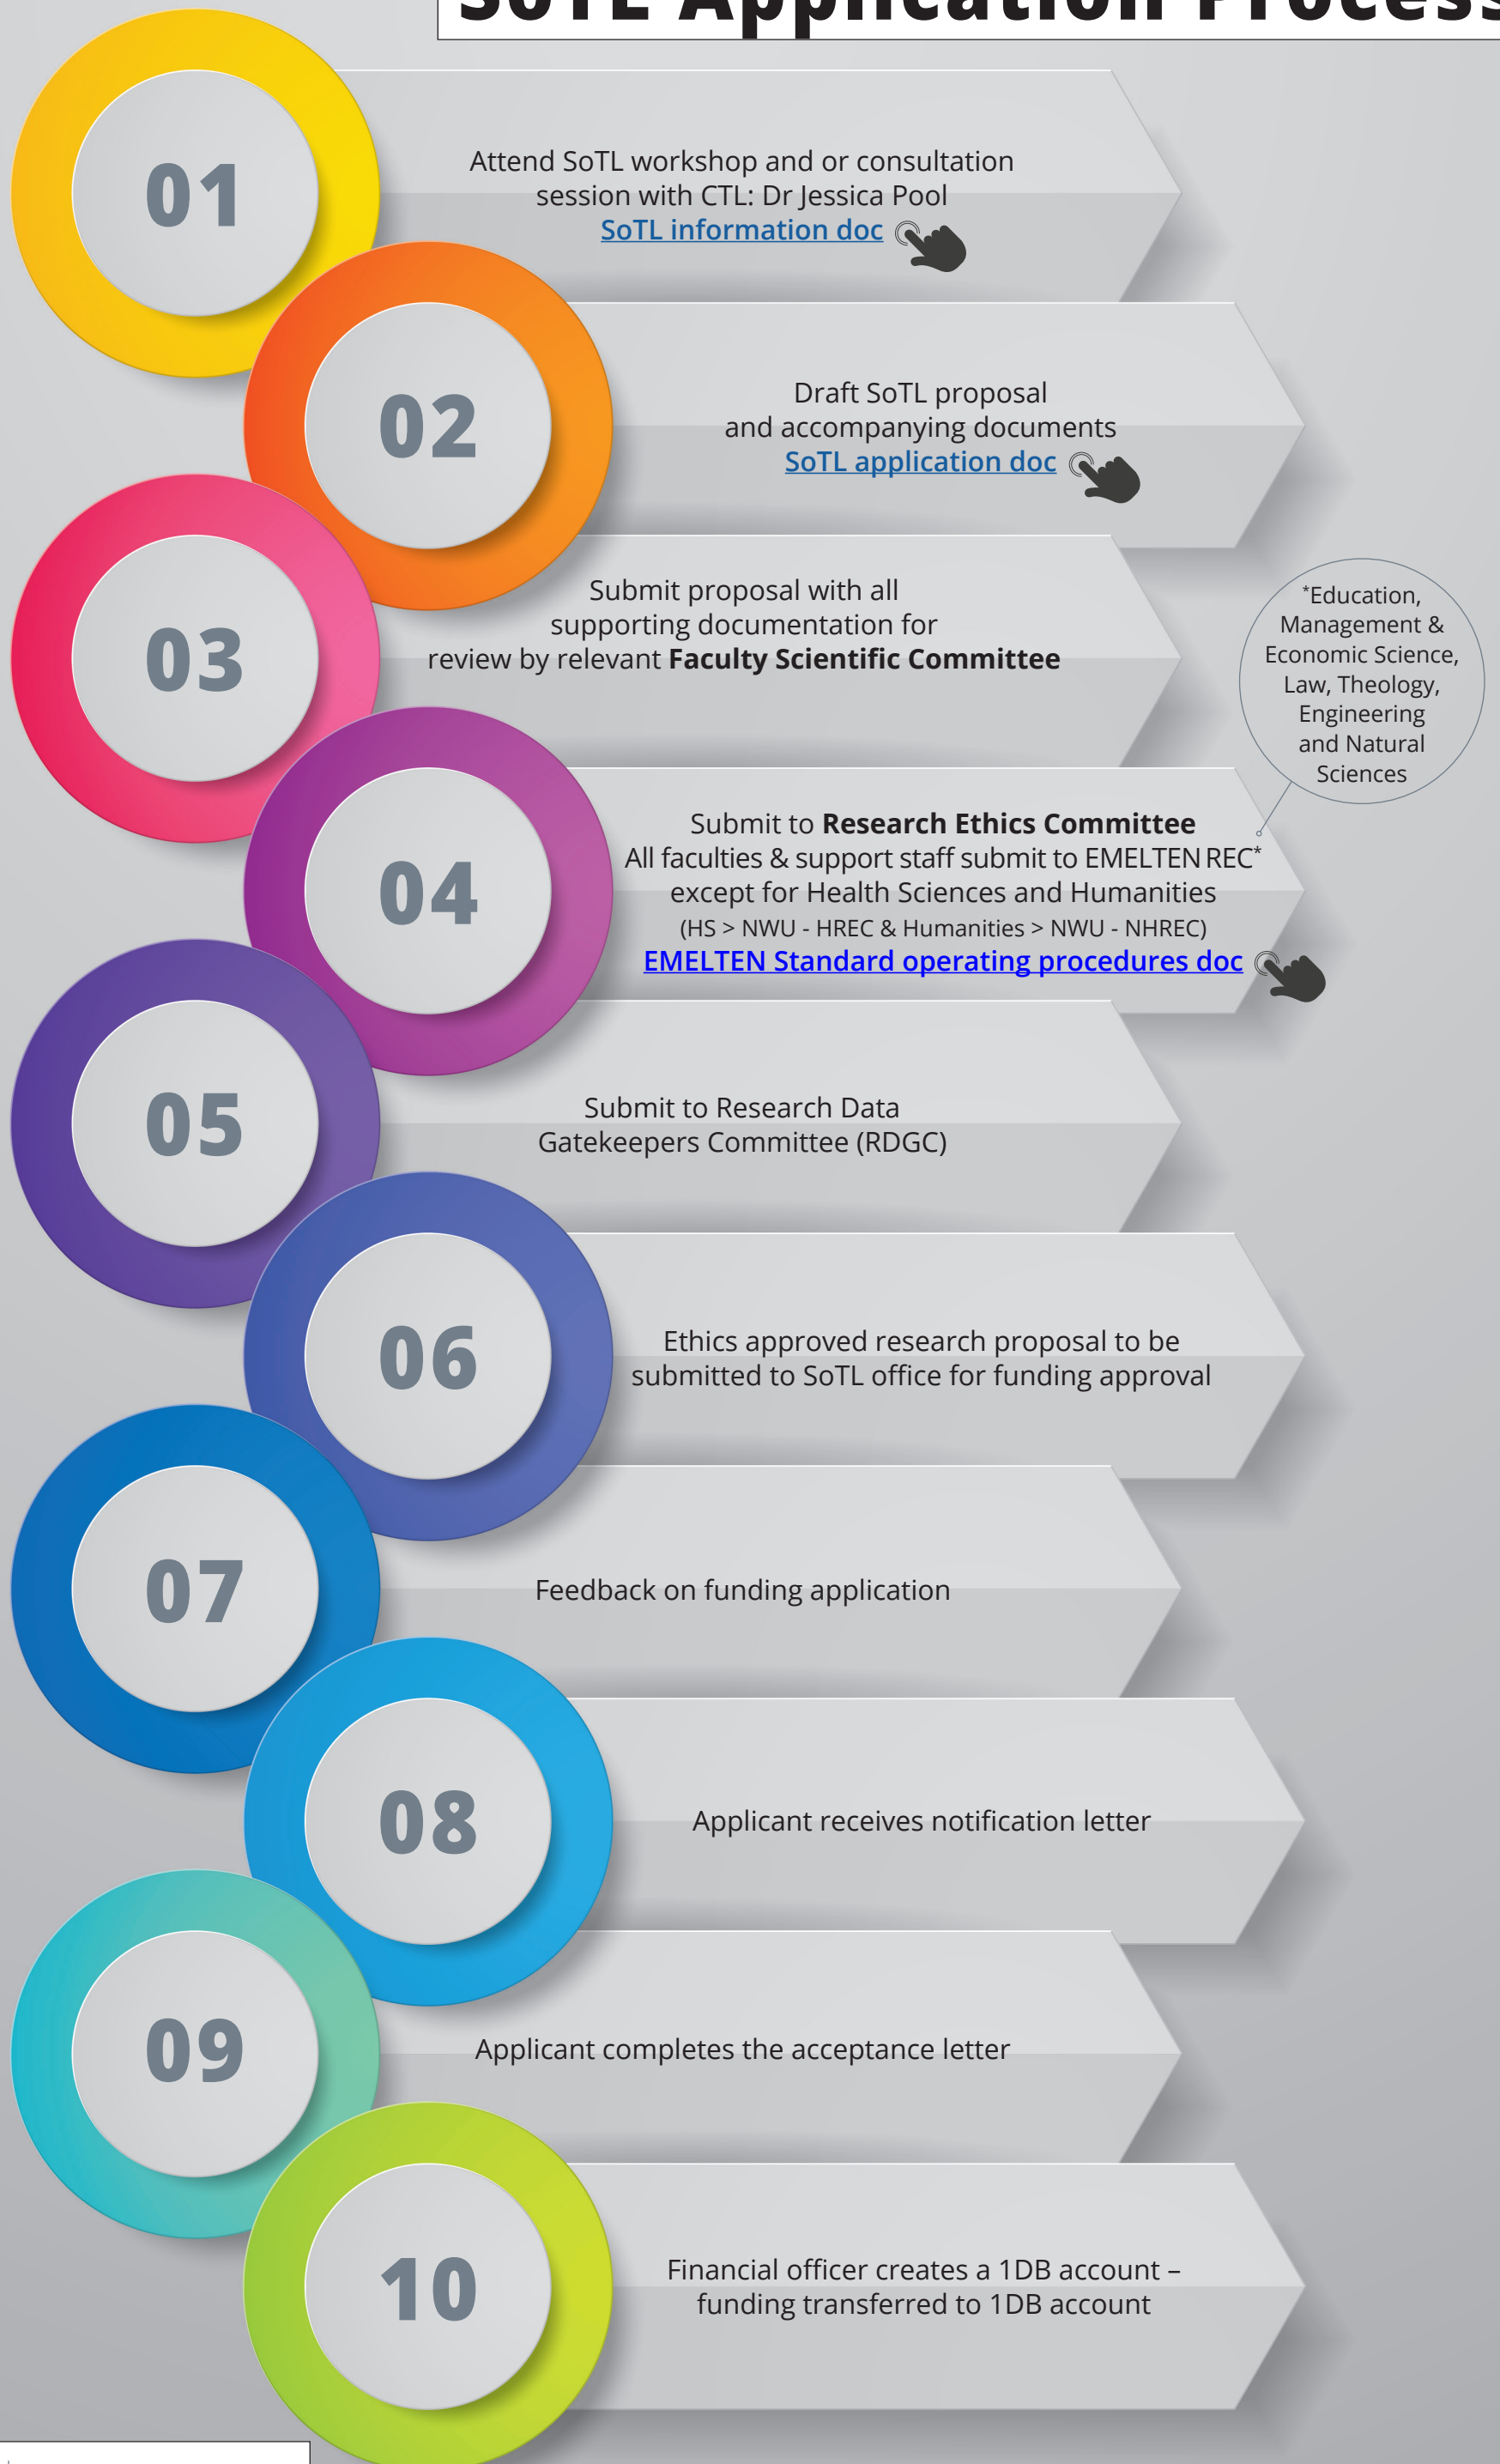 SoTL Application Process
01
Attend SoTL workshop and or consultation
session with CTL: Dr Jessica Pool
SoTL information doc
02
Draft SoTL proposal
and accompanying documents
SoTL application doc
03
Submit proposal with all
supporting documentation for
review by relevant Faculty Scientific Committee
*Education,
Management &
Economic Science,
Law, Theology,
Engineering
and Natural
Sciences
04
Submit to Research Ethics Committee
All faculties & support staff submit to EMELTEN REC*
except for Health Sciences and Humanities
(HS > NWU - HREC & Humanities > NWU - NHREC)
EMELTEN Standard operating procedures doc
05
Submit to Research Data
Gatekeepers Committee (RDGC)
06
Ethics approved research proposal to be
submitted to SoTL office for funding approval
07
Feedback on funding application
08
Applicant receives notification letter
09
Applicant completes the acceptance letter
10
Financial officer creates a 1DB account –
funding transferred to 1DB account